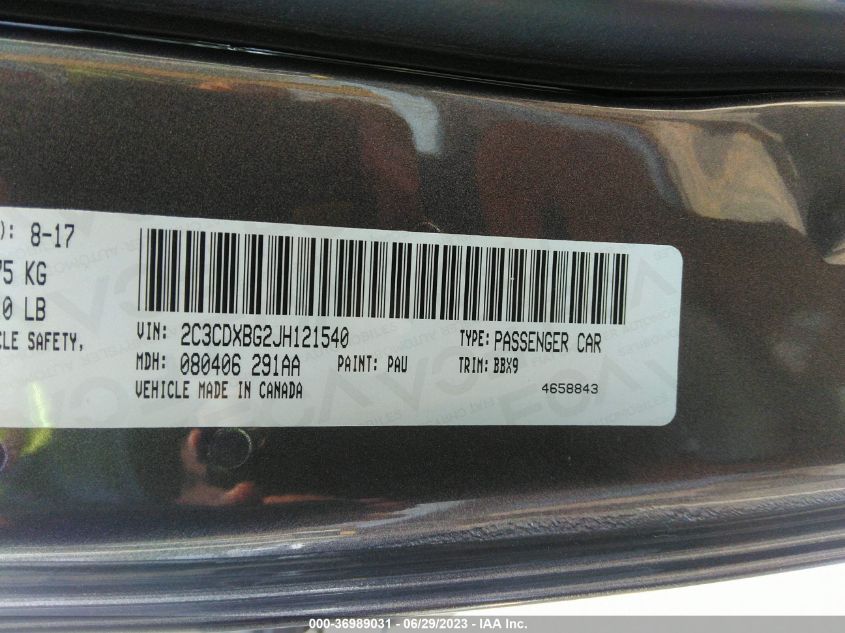 ): 8-17
75 KG
0 LB
CLE SAFETY,
VIN: 2C3CDXBG2JH121540 TYPE: PASSENGER CAR
MDH: 080406 291AA PAINT: PAU TRIM: BBX9
VEHICLE MADE IN CANADA 4658843
000-36989031 - 06/29/2023 - IAA Inc.